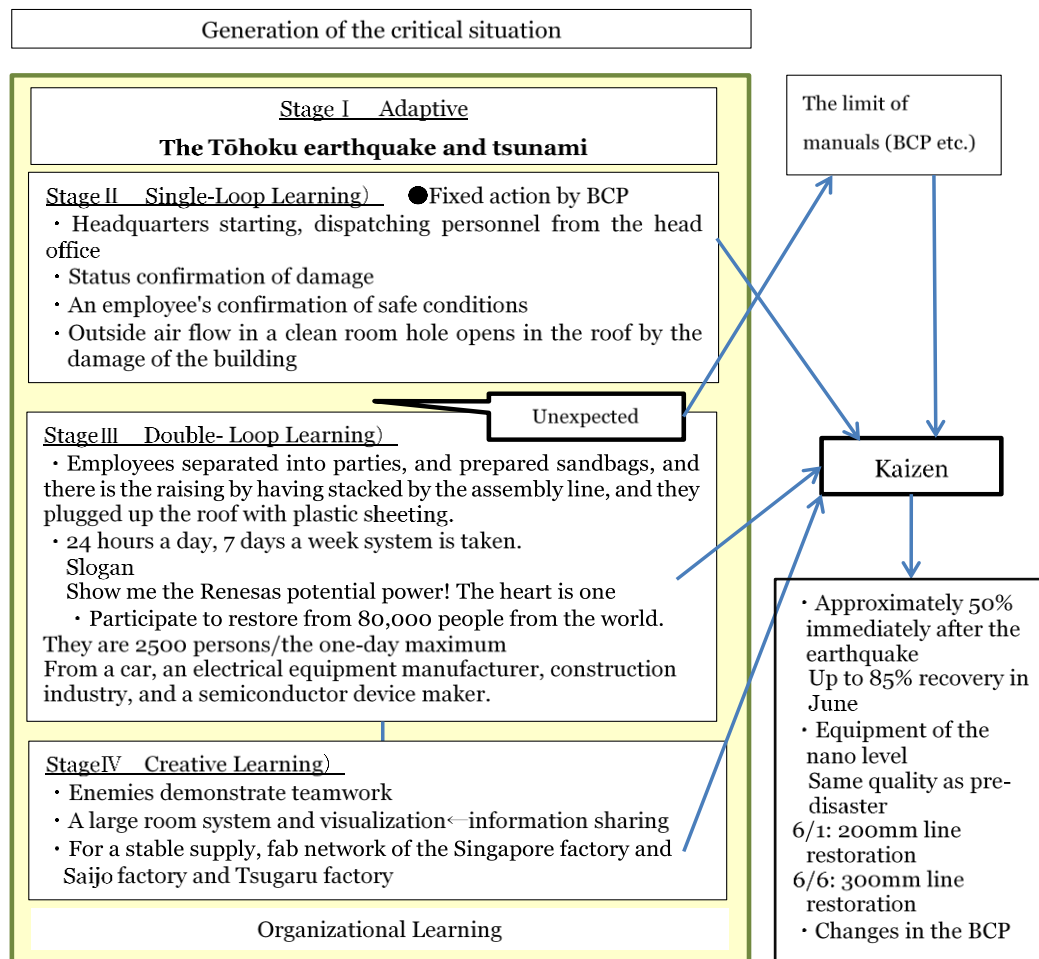 Generation of the critical situation
Stage Ⅰ Adaptive
The Tōhoku earthquake and tsunami
StageⅡ Single-Loop Learning） ●Fixed action by BCP
・Headquarters starting, dispatching personnel from the head
office
・Status confirmation of damage
・An employee's confirmation of safe conditions
・Outside air flow in a clean room hole opens in the roof by the
damage of the building
Unexpected
StageⅢ Double- Loop Learning）
・Employees separated into parties, and prepared sandbags, and
there is the raising by having stacked by the assembly line, and they
plugged up the roof with plastic sheeting.
・24 hours a day, 7 days a week system is taken.
Slogan
Show me the Renesas potential power! The heart is one
・Participate to restore from 80,000 people from the world.
They are 2500 persons/the one-day maximum
From a car, an electrical equipment manufacturer, construction
industry, and a semiconductor device maker.
StageⅣ Creative Learning）
・Enemies demonstrate teamwork
・A large room system and visualization←information sharing
・For a stable supply, fab network of the Singapore factory and
Saijo factory and Tsugaru factory
Organizational Learning
The limit of
manuals (BCP etc.)
Kaizen
・Approximately 50%
immediately after the
earthquake
Up to 85% recovery in
June
・Equipment of the
nano level
Same quality as pre-
disaster
6/1: 200mm line
restoration
6/6: 300mm line
restoration
・Changes in the BCP